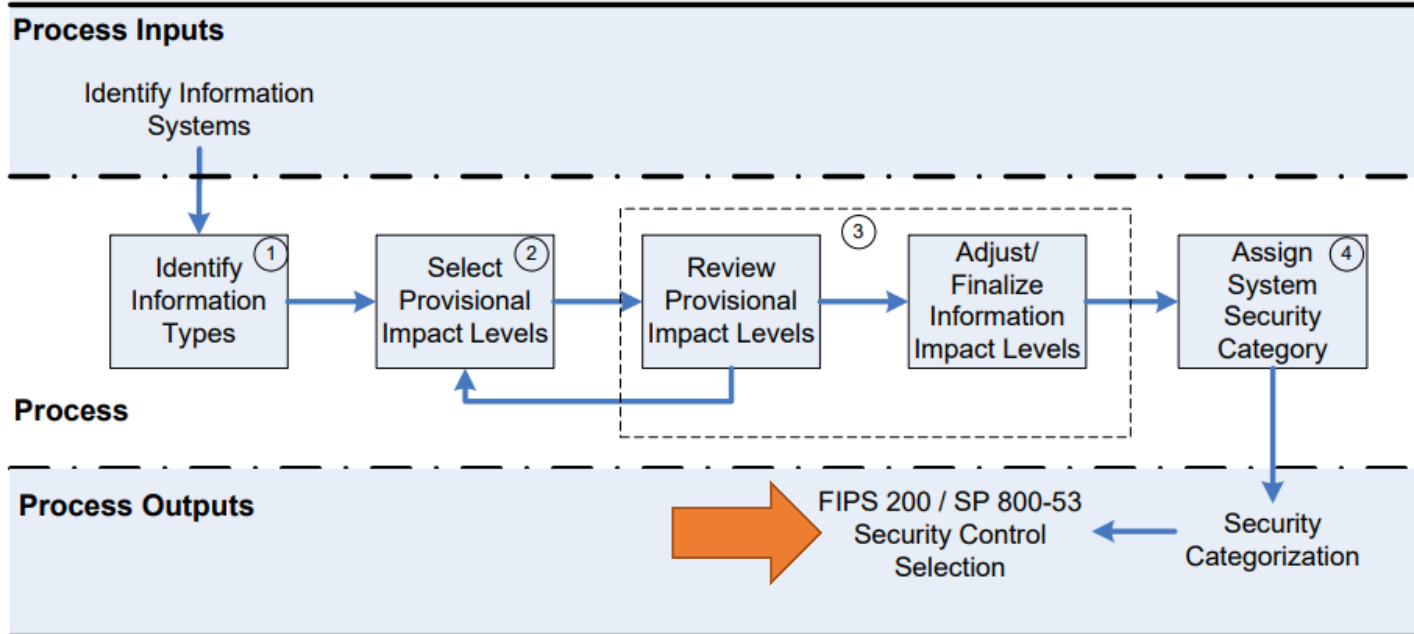 Process Inputs
Identify Information
Systems
1
Identify
Information
Types
2
Select
Provisional
Impact Levels
3
Review
Provisional
Impact Levels
Adjust/
Finalize
Information
Impact Levels
4
Assign
System
Security
Category
Process
Process Outputs
FIPS 200 / SP 800-53
Security Control
Selection
Security
Categorization